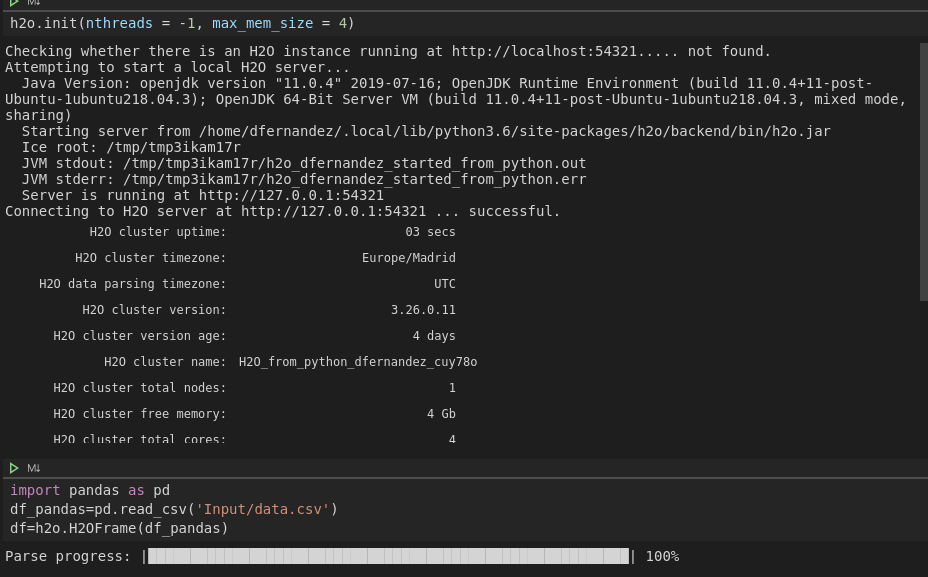 M↓
h2o.init(nthreads = -1, max_mem_size = 4)
Checking whether there is an H2O instance running at http://localhost:54321..... not found.
Attempting to start a local H2O server...
  Java Version: openjdk version "11.0.4" 2019-07-16; OpenJDK Runtime Environment (build 11.0.4+11-post-
Ubuntu-1ubuntu218.04.3); OpenJDK 64-Bit Server VM (build 11.0.4+11-post-Ubuntu-1ubuntu218.04.3, mixed mode,
sharing)
  Starting server from /home/dfernandez/.local/lib/python3.6/site-packages/h2o/backend/bin/h2o.jar
  Ice root: /tmp/tmp3ikam17r
  JVM stdout: /tmp/tmp3ikam17r/h2o_dfernandez_started_from_python.out
  JVM stderr: /tmp/tmp3ikam17r/h2o_dfernandez_started_from_python.err
  Server is running at http://127.0.0.1:54321
Connecting to H2O server at http://127.0.0.1:54321 ... successful.
H2O cluster uptime: 03 secs
H2O cluster timezone: Europe/Madrid
H2O data parsing timezone: UTC
H2O cluster version: 3.26.0.11
H2O cluster version age: 4 days
H2O cluster name: H2O_from_python_dfernandez_cuy78o
H2O cluster total nodes: 1
H2O cluster free memory: 4 Gb
H2O cluster total cores: 4
M↓
import pandas as pd
df_pandas=pd.read_csv('Input/data.csv')
df=h2o.H2OFrame(df_pandas)
Parse progress: |█████████████████████████████████████████████████████████| 100%